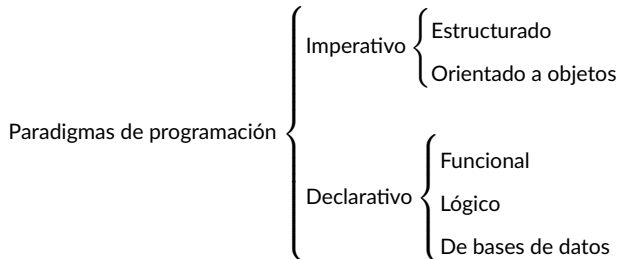 Paradigmas de programación
Imperativo
Estructurado
Orientado a objetos
Declarativo
Funcional
Lógico
De bases de datos